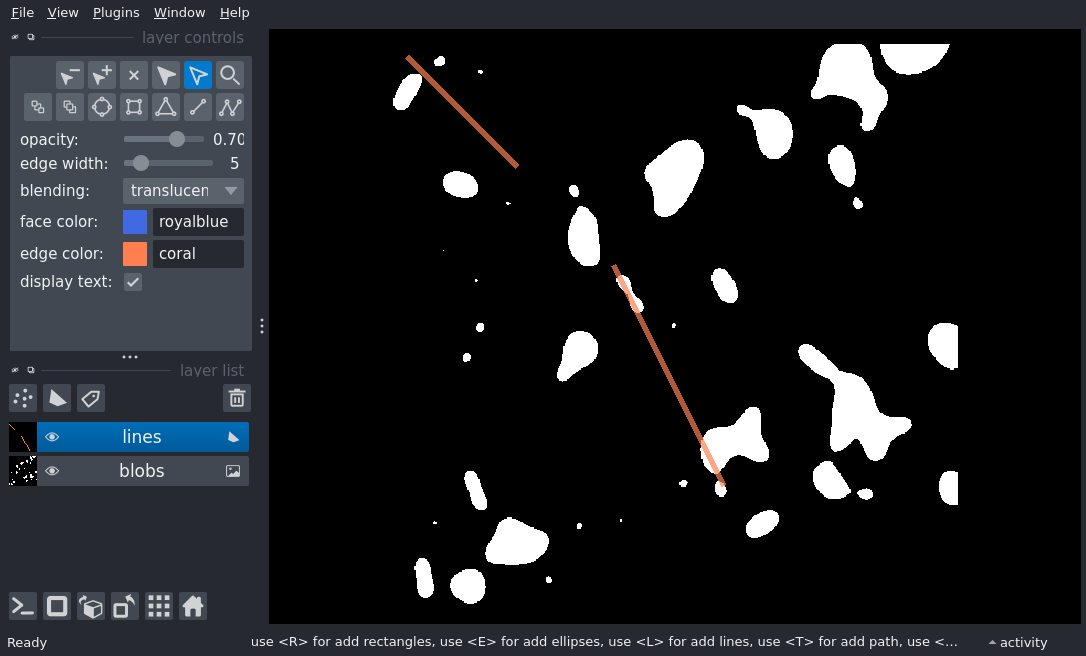 File View Plugins Window Help
layer controls
opacity: 0.70
edge width: 5
blending: translucen
face color: royalblue
edge color: coral
display text:
layer list
lines
blobs
Ready use <R> for add rectangles, use <E> for add ellipses, use <L> for add lines, use <T> for add path, use <... activity